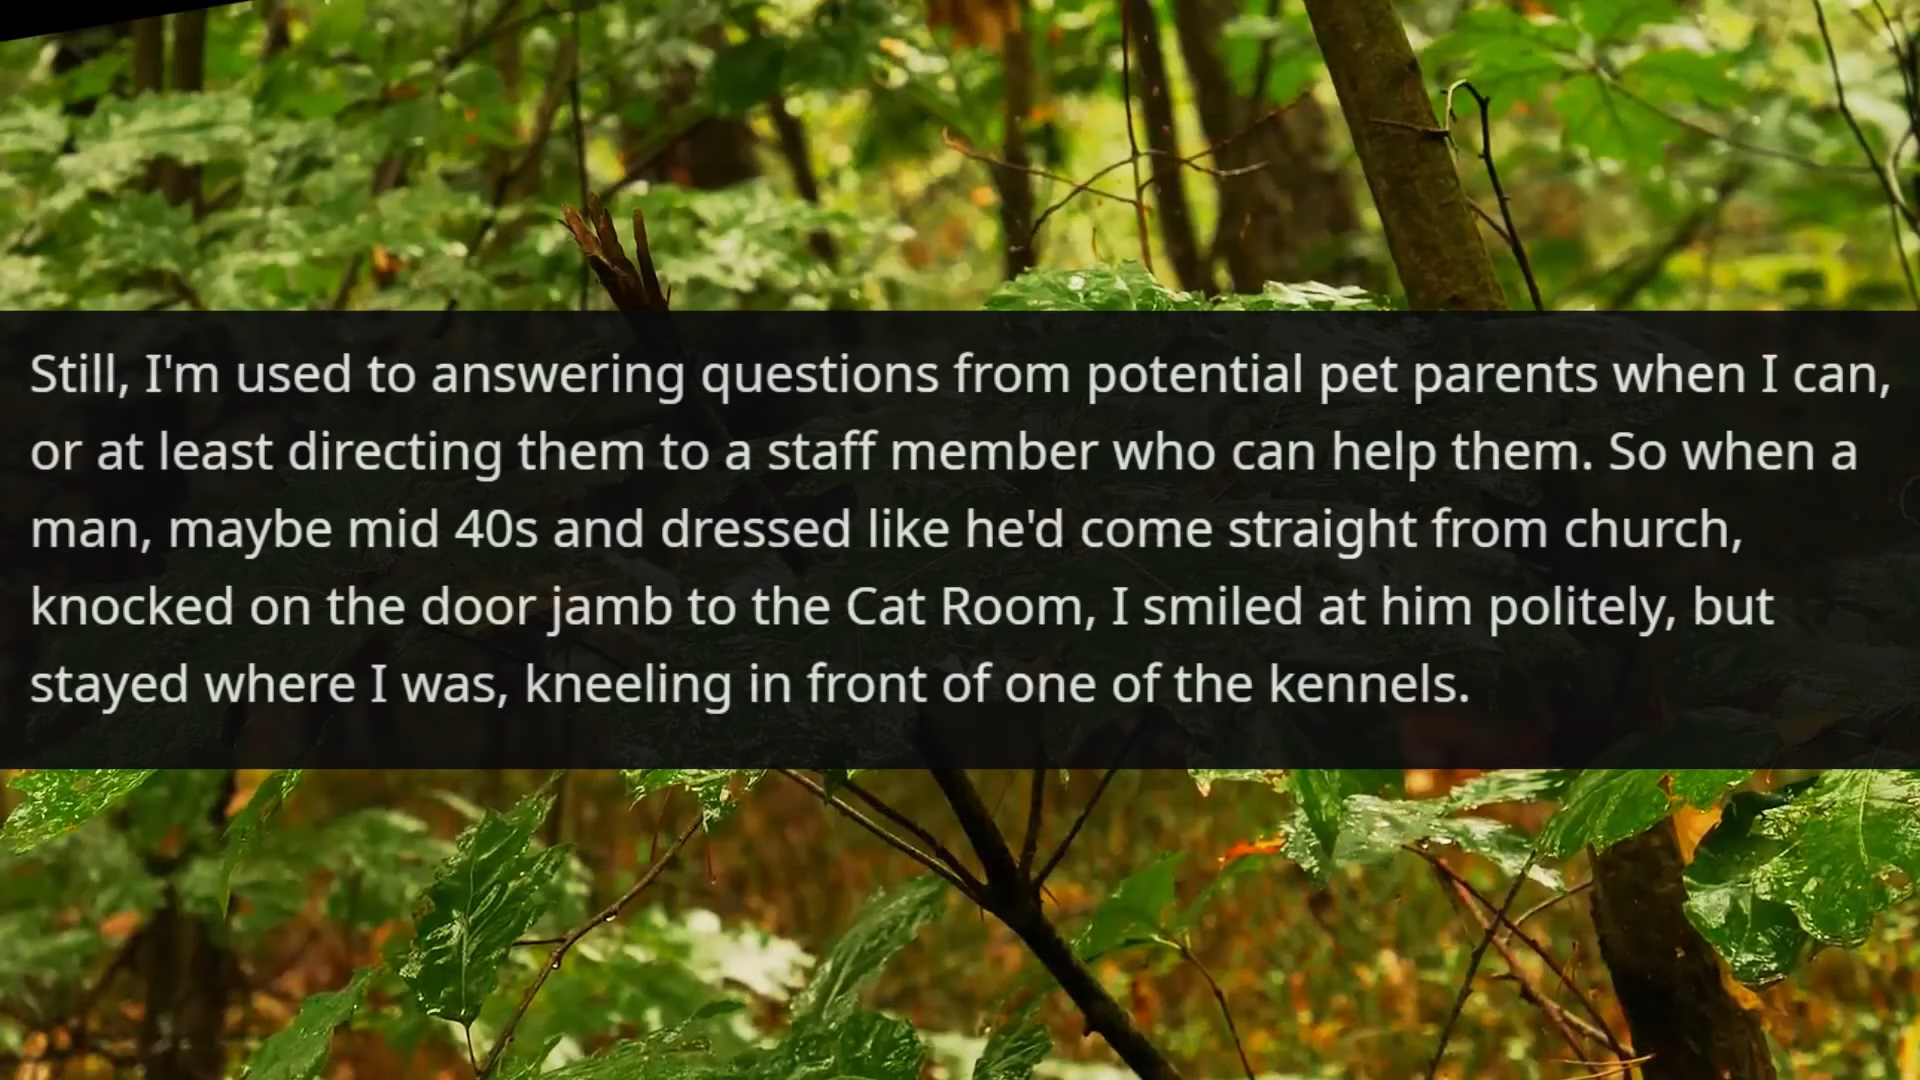 Still, I'm used to answering questions from potential pet parents when I can,
or at least directing them to a staff member who can help them. So when a
man, maybe mid 40s and dressed like he'd come straight from church,
knocked on the door jamb to the Cat Room, I smiled at him politely, but
stayed where I was, kneeling in front of one of the kennels.